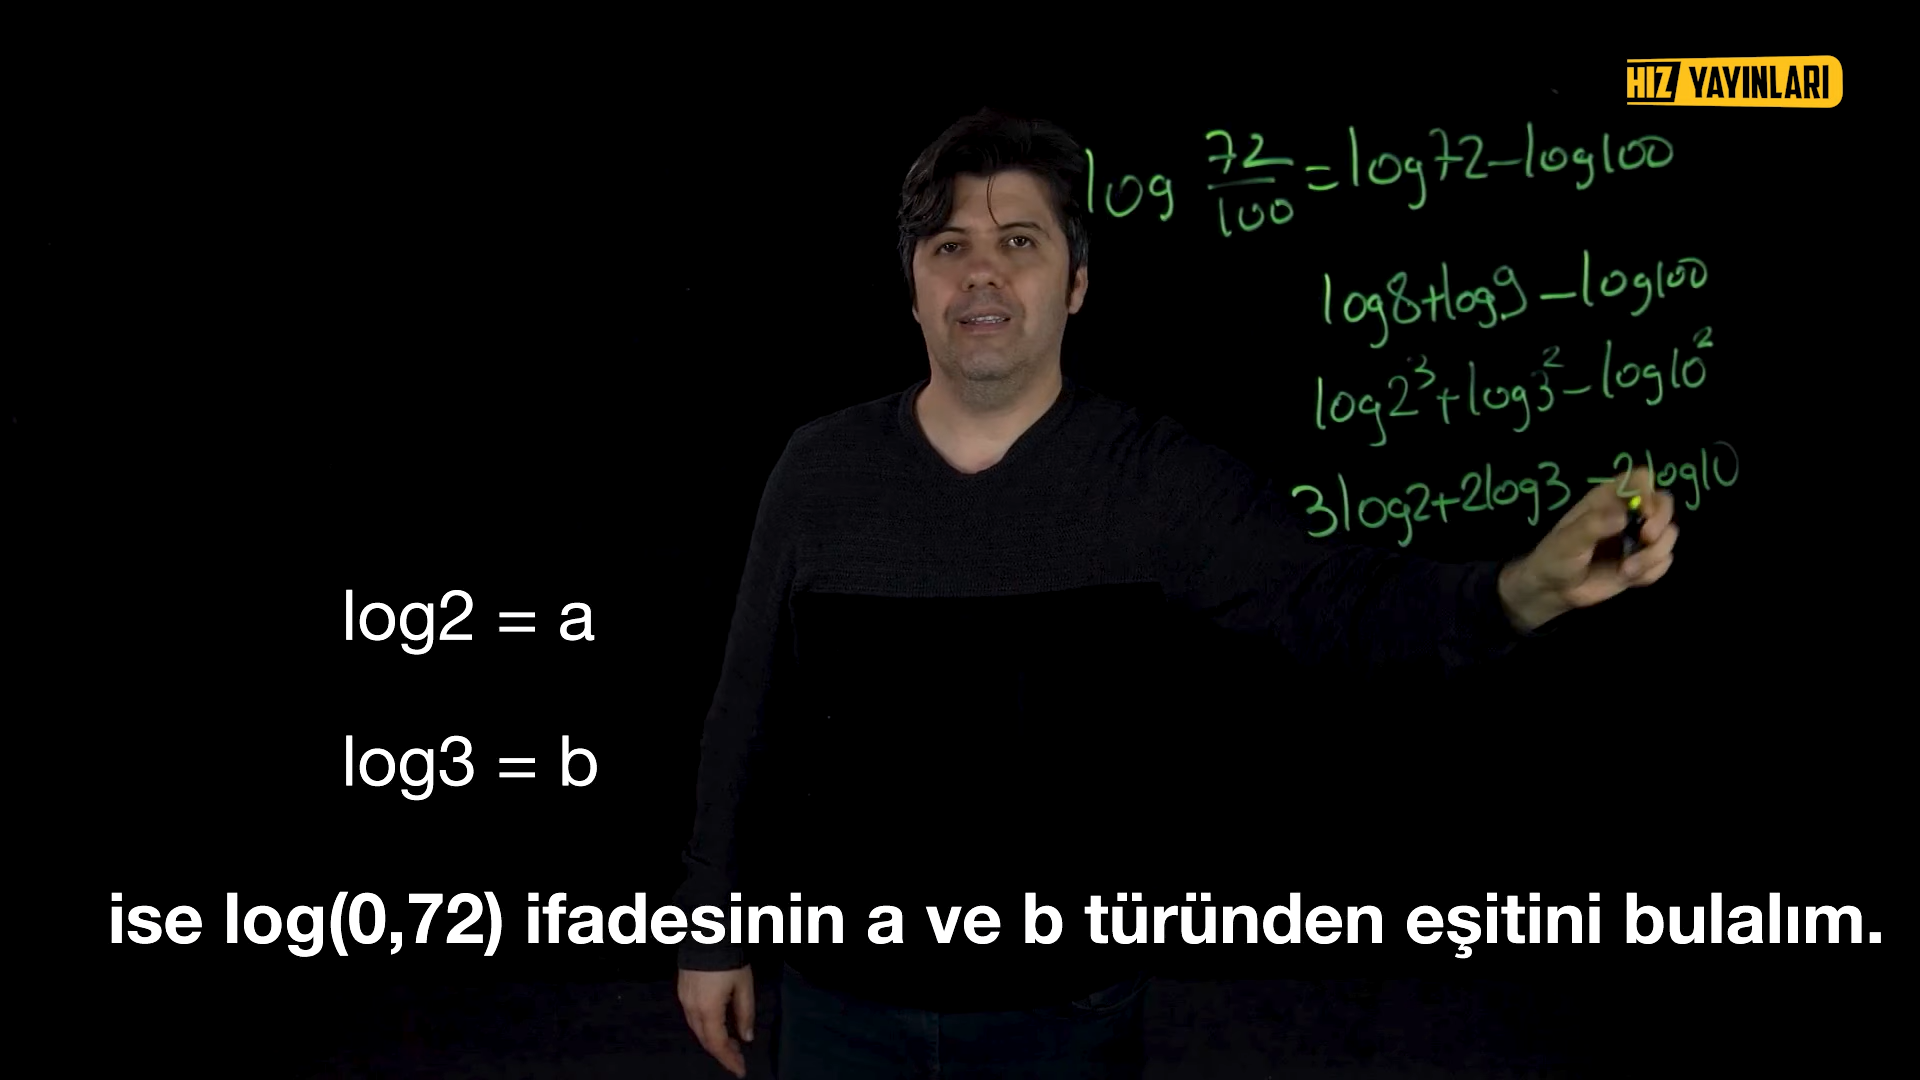 HIZ YAYINLARI
log 72/100 = log72 - log100
log8 + log9 - log100
log2³ + log3² - log10²
3log2 + 2log3 - 2log10
log2 = a
log3 = b
ise log(0,72) ifadesinin a ve b türünden eşitini bulalım.